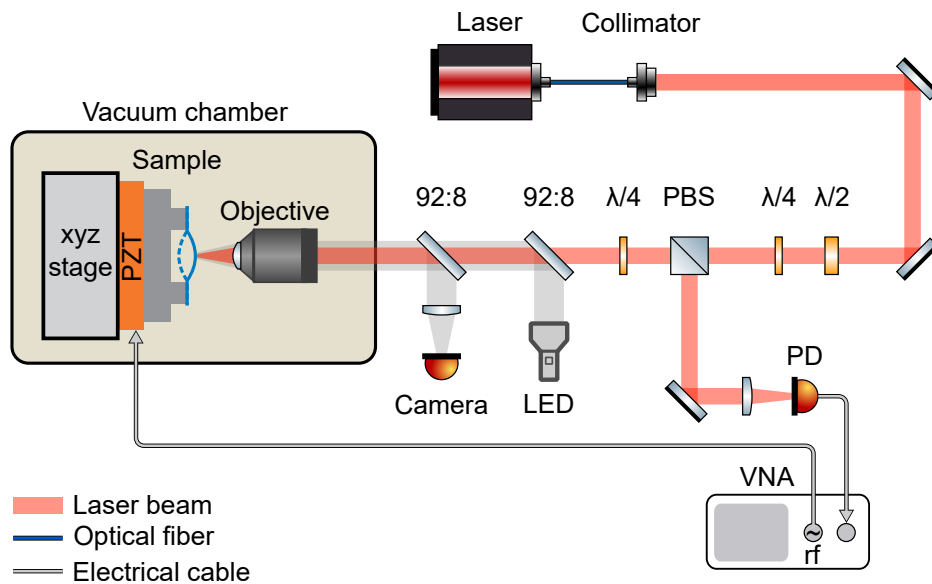 Laser
Collimator
Vacuum chamber
Sample
Objective
xyz
stage
PZT
92:8
92:8
λ/4
PBS
λ/4
λ/2
Camera
LED
PD
VNA
rf
Laser beam
Optical fiber
Electrical cable